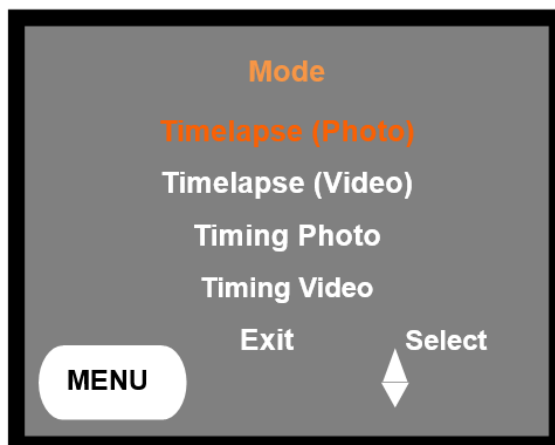 Mode
Timelapse (Photo)
Timelapse (Video)
Timing Photo
Timing Video
Exit Select
MENU